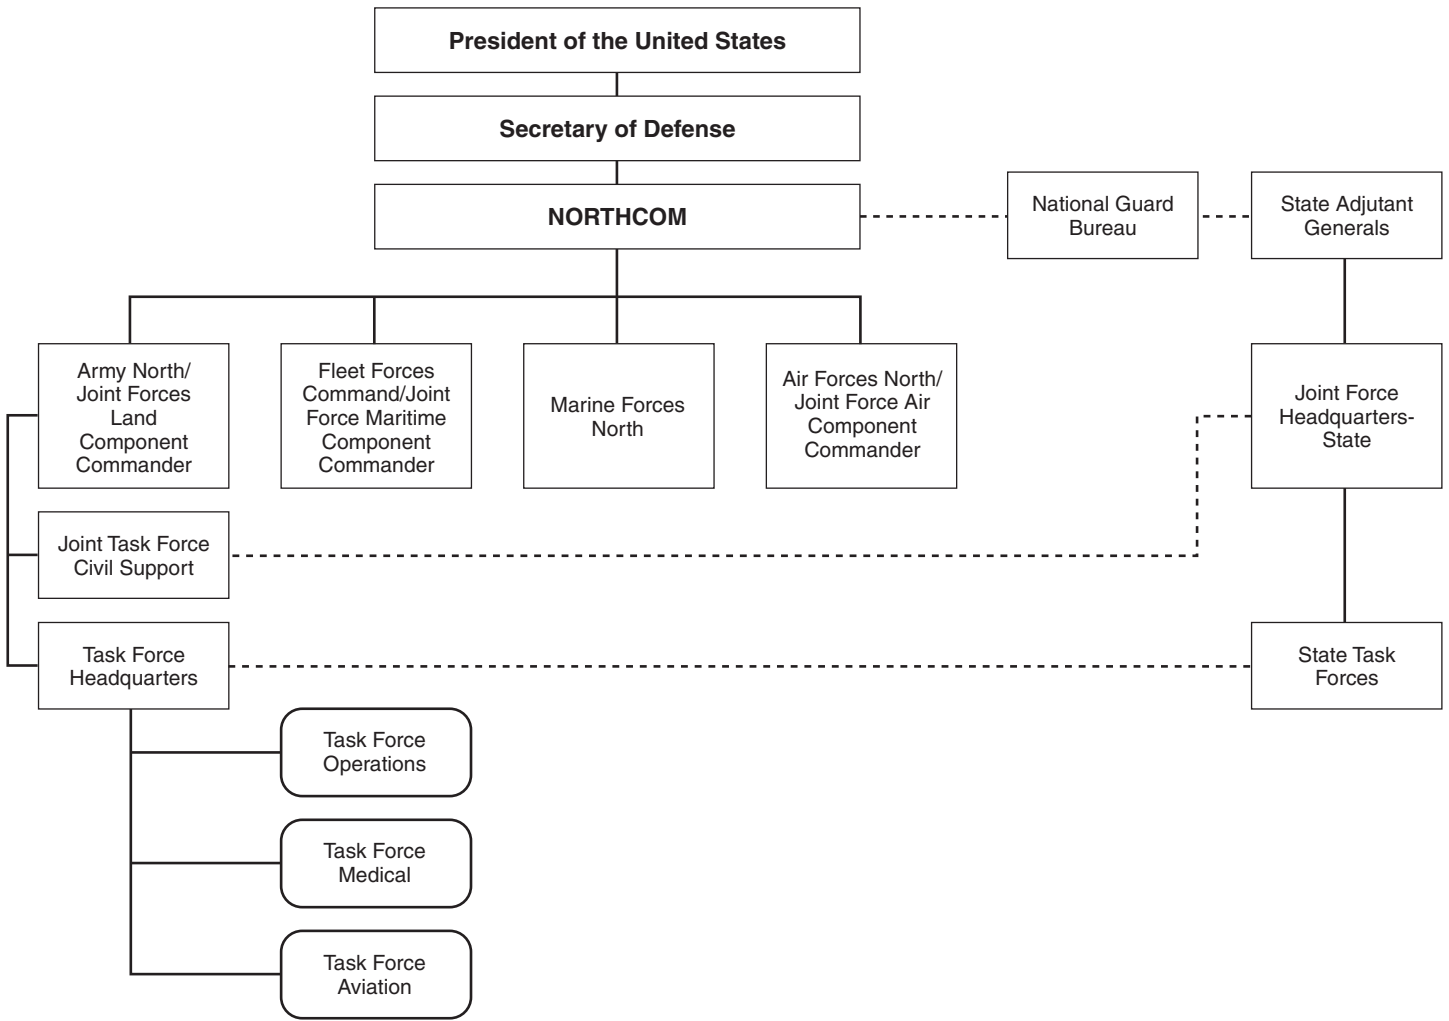 President of the United States
Secretary of Defense
NORTHCOM
National Guard
Bureau
State Adjutant
Generals
Army North/
Joint Forces
Land
Component
Commander
Fleet Forces
Command/Joint
Force Maritime
Component
Commander
Marine Forces
North
Air Forces North/
Joint Force Air
Component
Commander
Joint Force
Headquarters-
State
Joint Task Force
Civil Support
Task Force
Headquarters
State Task
Forces
Task Force
Operations
Task Force
Medical
Task Force
Aviation